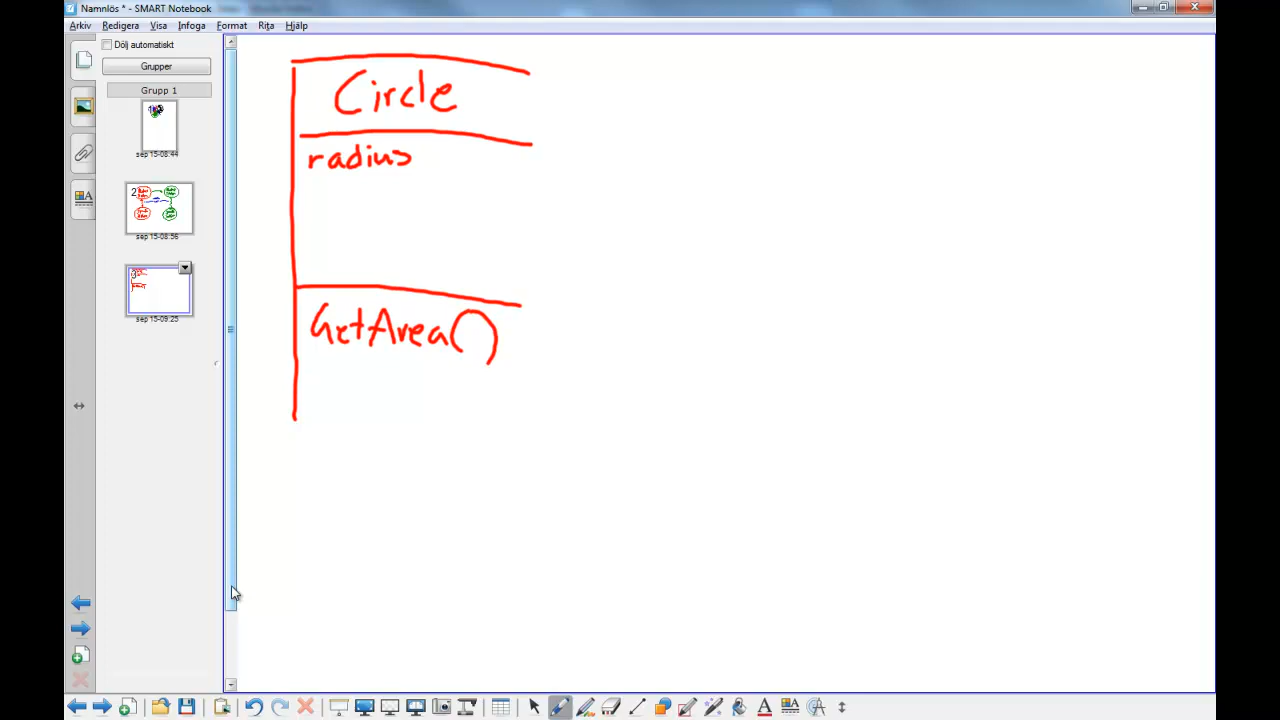 Namnlös * - SMART Notebook
Arkiv Redigera Visa Infoga Format Rita Hjälp
Dölj automatiskt
Grupper
Grupp 1
sep 15-08:44
2
sep 15-08:56
sep 15-09:25
Circle
radius
GetArea()